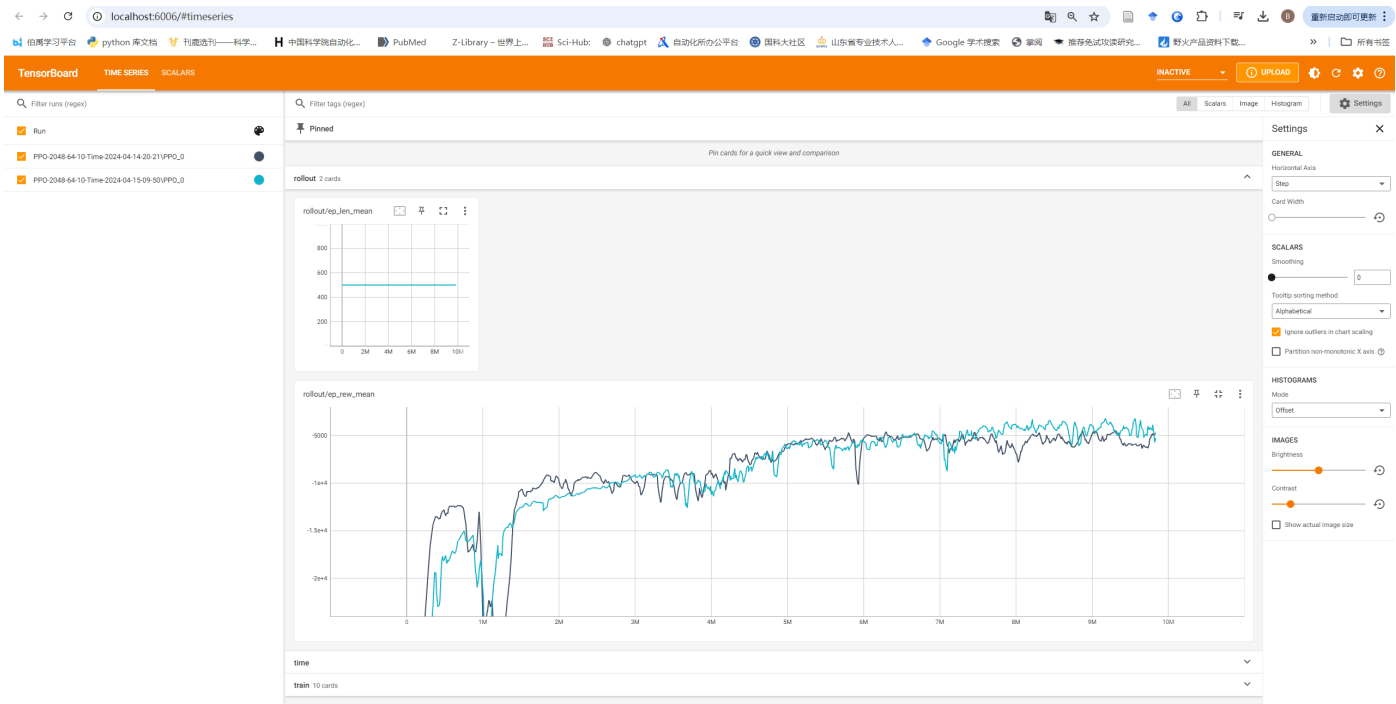 localhost:6006/#timeseries
B
重新启动即可更新
伯禹学习平台 python 库文档 刊鹿选刊——科学... 中国科学院自动化... PubMed Z-Library – 世界上... Sci-Hub: chatgpt 自动化所办公平台 国科大社区 山东省专业技术人... Google 学术搜索 掌阅 推荐免试攻读研究... 野火产品资料下载... » 所有书签
TensorBoard TIME SERIES SCALARS INACTIVE UPLOAD
Filter runs (regex)
Run
PPO-2048-64-10-Time-2024-04-14-20-21\PPO_0
PPO-2048-64-10-Time-2024-04-15-09-50\PPO_0
Filter tags (regex) All Scalars Image Histogram Settings
Pinned
Pin cards for a quick view and comparison
rollout 2 cards
rollout/ep_len_mean
800
600
400
200
0 2M 4M 6M 8M 10M
rollout/ep_rew_mean
-5000
-1e+4
-1.5e+4
-2e+4
0 1M 2M 3M 4M 5M 6M 7M 8M 9M 10M
time
train 10 cards
Settings
GENERAL
Horizontal Axis
Step
Card Width
SCALARS
Smoothing
0
Tooltip sorting method
Alphabetical
Ignore outliers in chart scaling
Partition non-monotonic X axis
HISTOGRAMS
Mode
Offset
IMAGES
Brightness
Contrast
Show actual image size